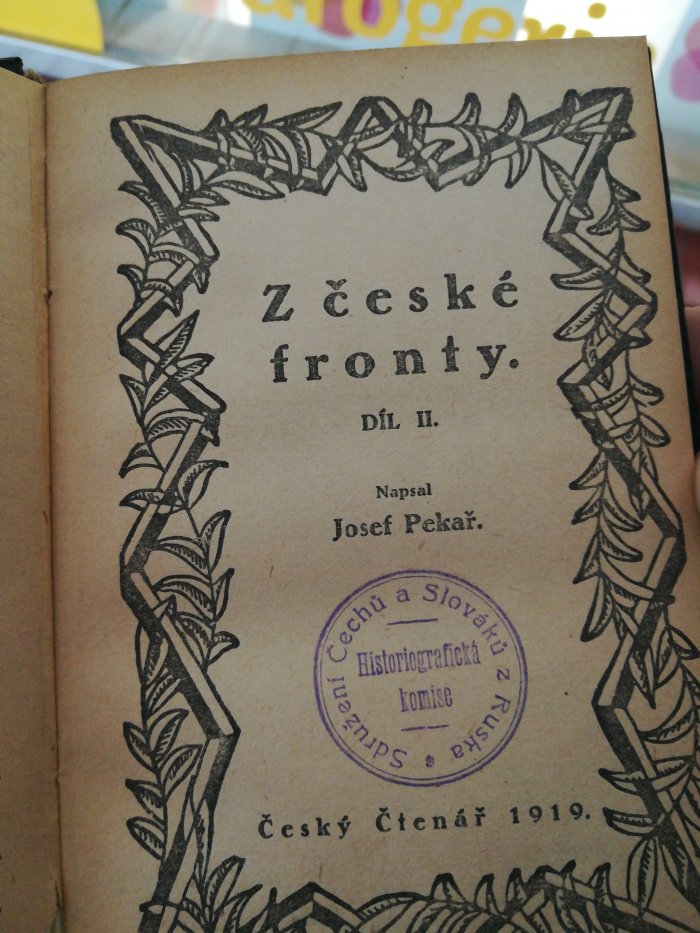 Z české
fronty.
DÍL II.
Napsal
Josef Pekař.
Sdružení Čechů a Slováků z Ruska *
Historiografická
komise
Český Čtenář 1919.